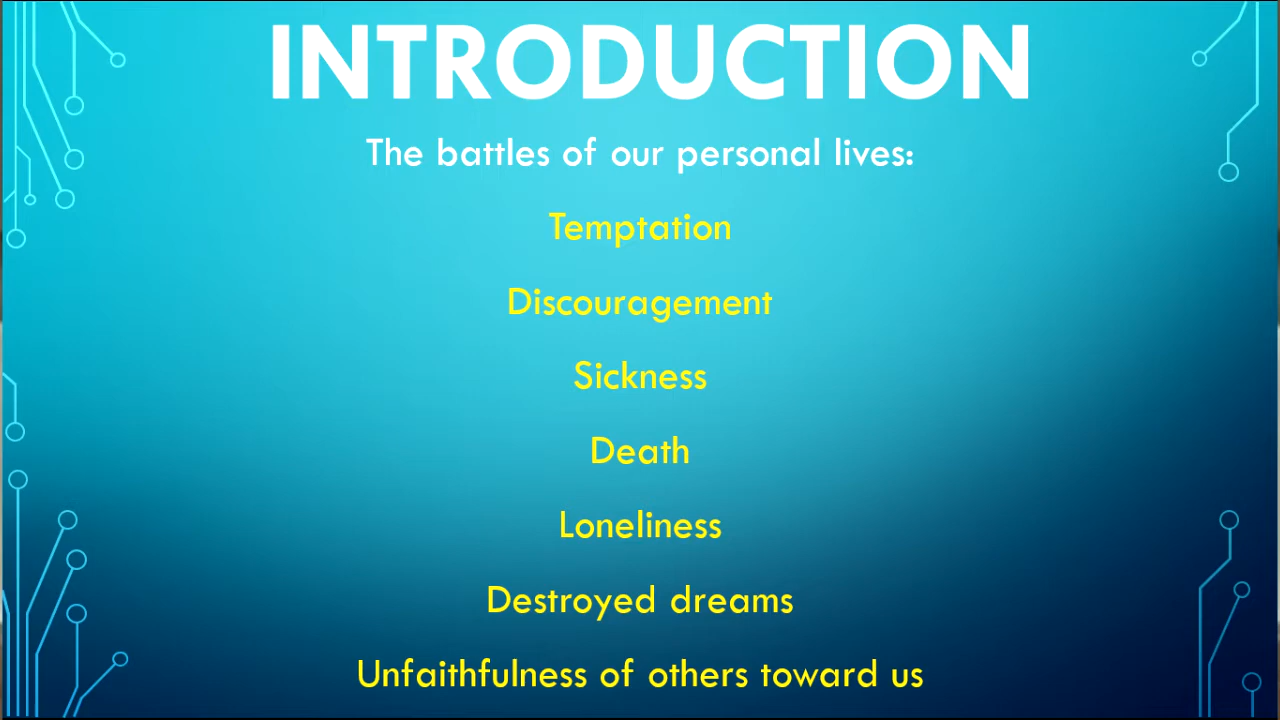 INTRODUCTION
The battles of our personal lives:
Temptation
Discouragement
Sickness
Death
Loneliness
Destroyed dreams
Unfaithfulness of others toward us